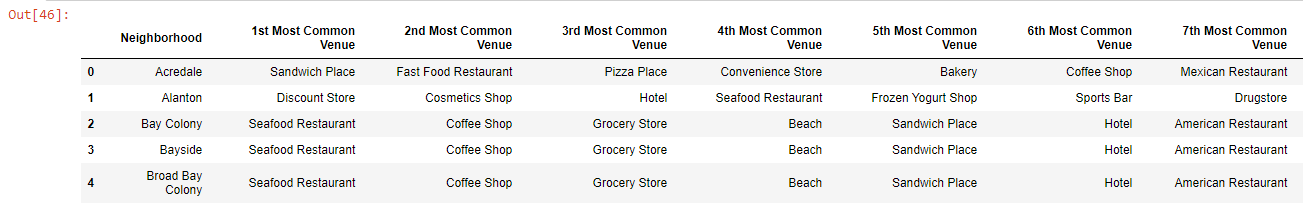 Out[46]:
Neighborhood 1st Most Common Venue 2nd Most Common Venue 3rd Most Common Venue 4th Most Common Venue 5th Most Common Venue 6th Most Common Venue 7th Most Common Venue
0 Acredale Sandwich Place Fast Food Restaurant Pizza Place Convenience Store Bakery Coffee Shop Mexican Restaurant
1 Alanton Discount Store Cosmetics Shop Hotel Seafood Restaurant Frozen Yogurt Shop Sports Bar Drugstore
2 Bay Colony Seafood Restaurant Coffee Shop Grocery Store Beach Sandwich Place Hotel American Restaurant
3 Bayside Seafood Restaurant Coffee Shop Grocery Store Beach Sandwich Place Hotel American Restaurant
4 Broad Bay Colony Seafood Restaurant Coffee Shop Grocery Store Beach Sandwich Place Hotel American Restaurant